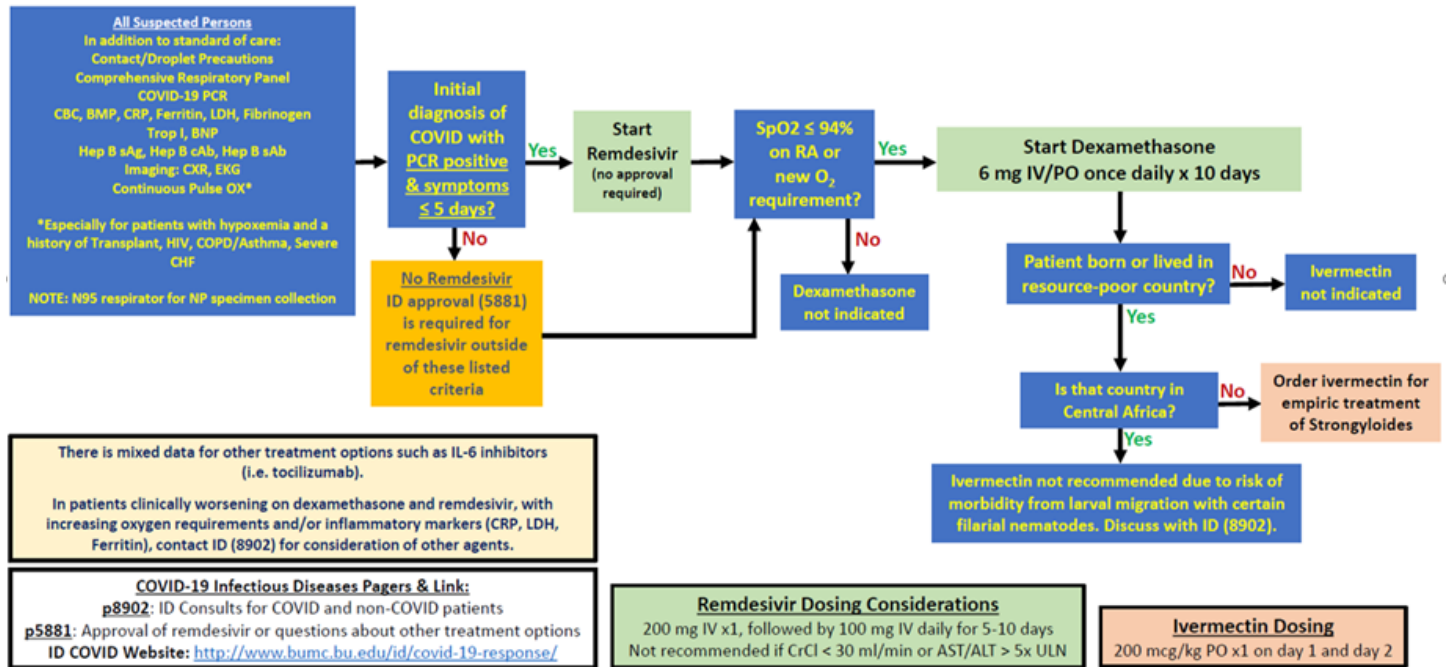 All Suspected Persons
In addition to standard of care:
Contact/Droplet Precautions
Comprehensive Respiratory Panel
COVID-19 PCR
CBC, BMP, CRP, Ferritin, LDH, Fibrinogen
Trop I, BNP
Hep B sAg, Hep B cAb, Hep B sAb
Imaging: CXR, EKG
Continuous Pulse OX*
*Especially for patients with hypoxemia and a
history of Transplant, HIV, COPD/Asthma, Severe
CHF
NOTE: N95 respirator for NP specimen collection
Initial
diagnosis of
COVID with
PCR positive
& symptoms
≤ 5 days?
Yes
No
Start
Remdesivir
(no approval
required)
No Remdesivir
ID approval (5881)
is required for
remdesivir outside
of these listed
criteria
SpO2 ≤ 94%
on RA or
new O₂
requirement?
Yes
No
Dexamethasone
not indicated
Start Dexamethasone
6 mg IV/PO once daily x 10 days
Patient born or lived in
resource-poor country?
No
Ivermectin
not indicated
Yes
Is that country in
Central Africa?
No
Order ivermectin for
empiric treatment
of Strongyloides
Yes
Ivermectin not recommended due to risk of
morbidity from larval migration with certain
filarial nematodes. Discuss with ID (8902).
There is mixed data for other treatment options such as IL-6 inhibitors
(i.e. tocilizumab).
In patients clinically worsening on dexamethasone and remdesivir, with
increasing oxygen requirements and/or inflammatory markers (CRP, LDH,
Ferritin), contact ID (8902) for consideration of other agents.
COVID-19 Infectious Diseases Pagers & Link:
p8902: ID Consults for COVID and non-COVID patients
p5881: Approval of remdesivir or questions about other treatment options
ID COVID Website: http://www.bumc.bu.edu/id/covid-19-response/
Remdesivir Dosing Considerations
200 mg IV x1, followed by 100 mg IV daily for 5-10 days
Not recommended if CrCl < 30 ml/min or AST/ALT > 5x ULN
Ivermectin Dosing
200 mcg/kg PO x1 on day 1 and day 2